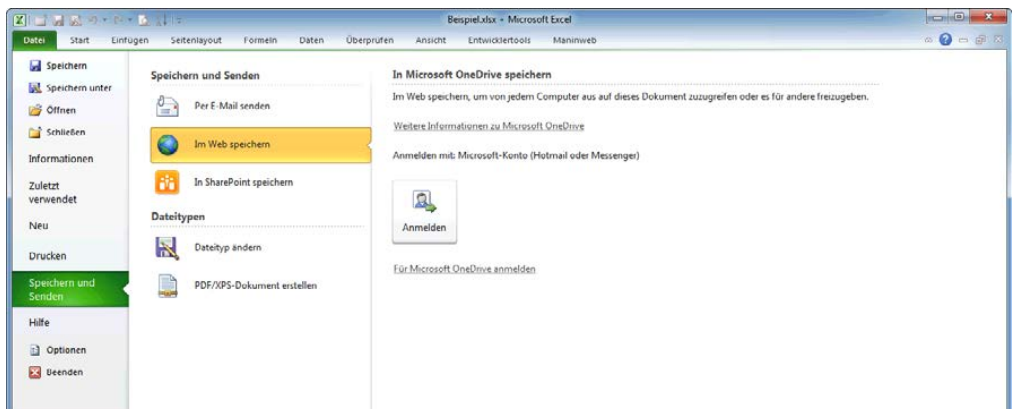 Beispiel.xlsx - Microsoft Excel
Datei Start Einfügen Seitenlayout Formeln Daten Überprüfen Ansicht Entwicklertools Maninweb
Speichern
Speichern unter
Öffnen
Schließen
Informationen
Zuletzt
verwendet
Neu
Drucken
Speichern und
Senden
Hilfe
Optionen
Beenden
Speichern und Senden
Per E-Mail senden
Im Web speichern
In SharePoint speichern
Dateitypen
Dateityp ändern
PDF/XPS-Dokument erstellen
In Microsoft OneDrive speichern
Im Web speichern, um von jedem Computer aus auf dieses Dokument zuzugreifen oder es für andere freizugeben.
Weitere Informationen zu Microsoft OneDrive
Anmelden mit: Microsoft-Konto (Hotmail oder Messenger)
Anmelden
Für Microsoft OneDrive anmelden